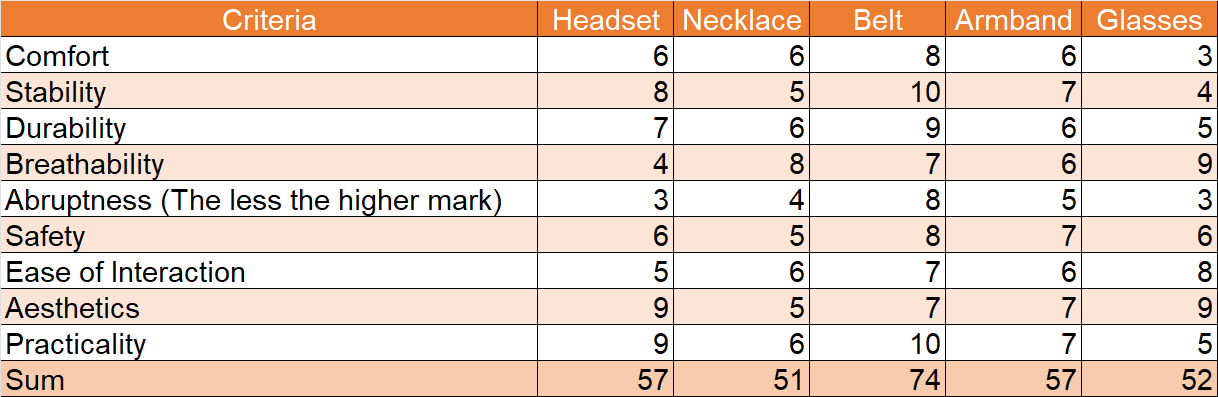 Criteria Headset Necklace Belt Armband Glasses
Comfort 6 6 8 6 3
Stability 8 5 10 7 4
Durability 7 6 9 6 5
Breathability 4 8 7 6 9
Abruptness (The less the higher mark) 3 4 8 5 3
Safety 6 5 8 7 6
Ease of Interaction 5 6 7 6 8
Aesthetics 9 5 7 7 9
Practicality 9 6 10 7 5
Sum 57 51 74 57 52